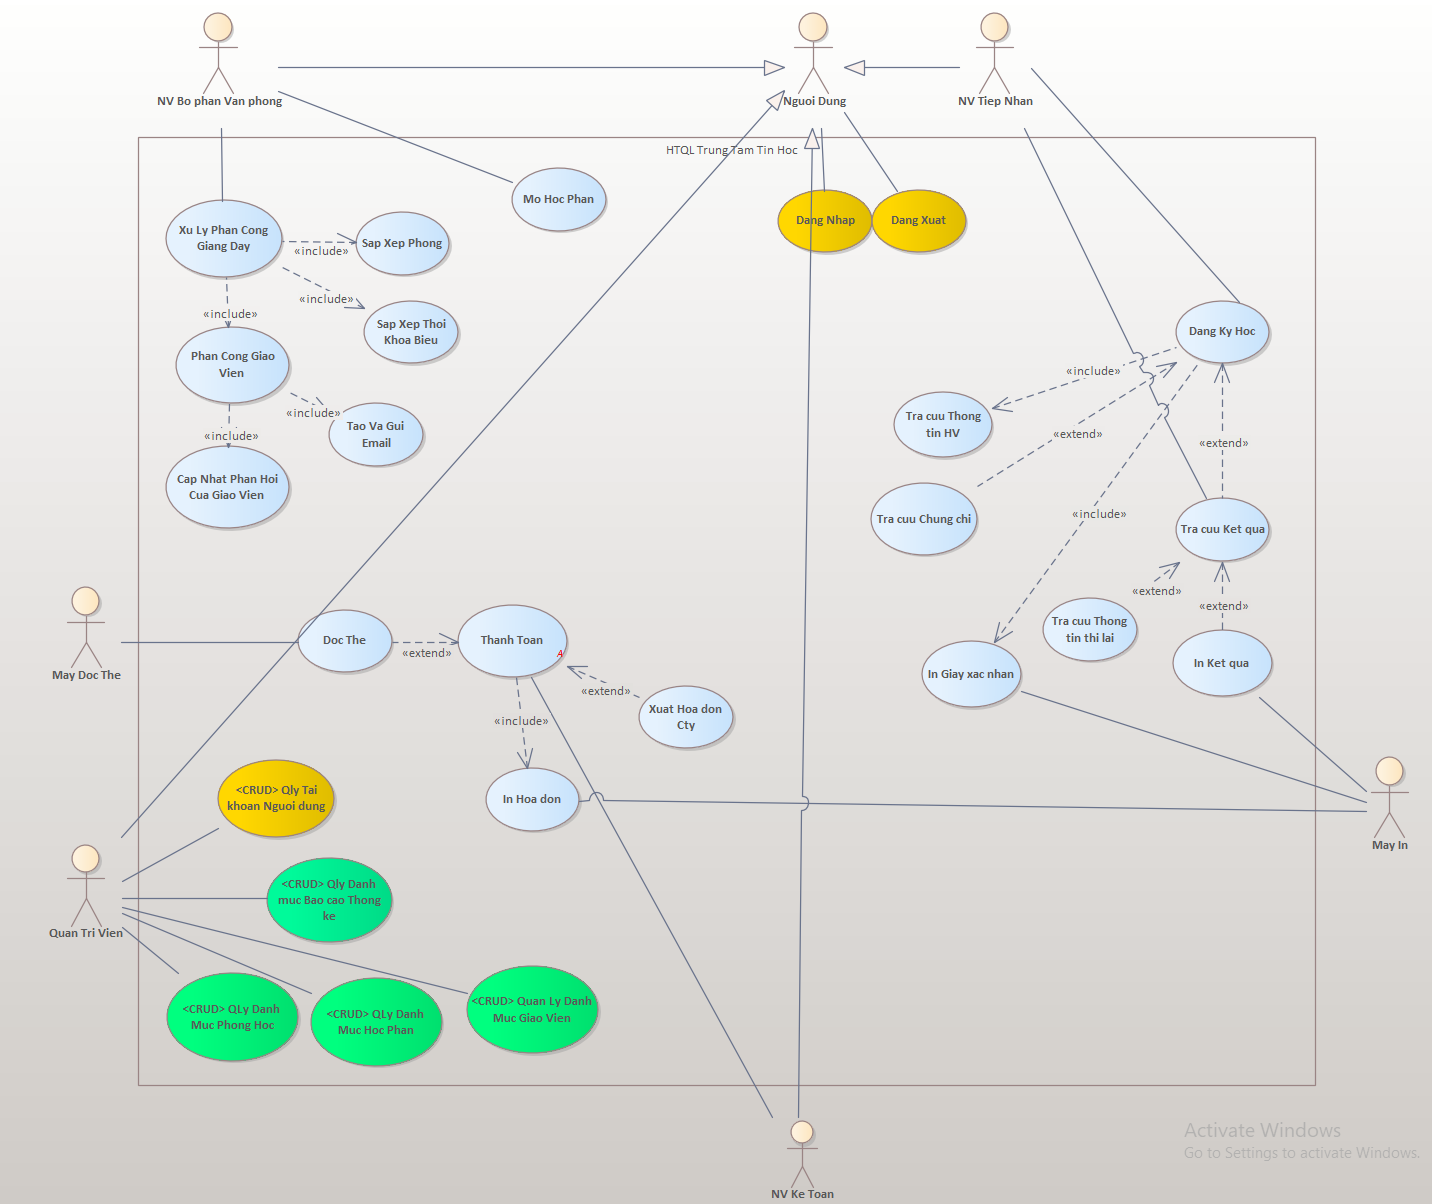 NV Bo phan Van phong
Nguoi Dung
NV Tiep Nhan
HTQL Trung Tam Tin Hoc
Mo Hoc Phan
Dang Nhap
Dang Xuat
Xu Ly Phan Cong
Giang Day
Sap Xep Phong
«include»
«include»
«include»
Sap Xep Thoi
Khoa Bieu
Dang Ky Hoc
Phan Cong Giao
Vien
«include»
«include»
Tra cuu Thong
tin HV
«include»
Tao Va Gui
Email
«extend»
«extend»
«include»
Cap Nhat Phan Hoi
Cua Giao Vien
Tra cuu Chung chi
«include»
Tra cuu Ket qua
«extend»
«extend»
May Doc The
Doc The
«extend»
Thanh Toan
A
Tra cuu Thong
tin thi lai
In Giay xac nhan
In Ket qua
«extend»
Xuat Hoa don
Cty
«include»
In Hoa don
<CRUD> Qly Tai
khoan Nguoi dung
May In
<CRUD> Qly Danh
muc Bao cao Thong
ke
Quan Tri Vien
<CRUD> QLy Danh
Muc Phong Hoc
<CRUD> QLy Danh
Muc Hoc Phan
<CRUD> Quan Ly Danh
Muc Giao Vien
NV Ke Toan
Activate Windows
Go to Settings to activate Windows.